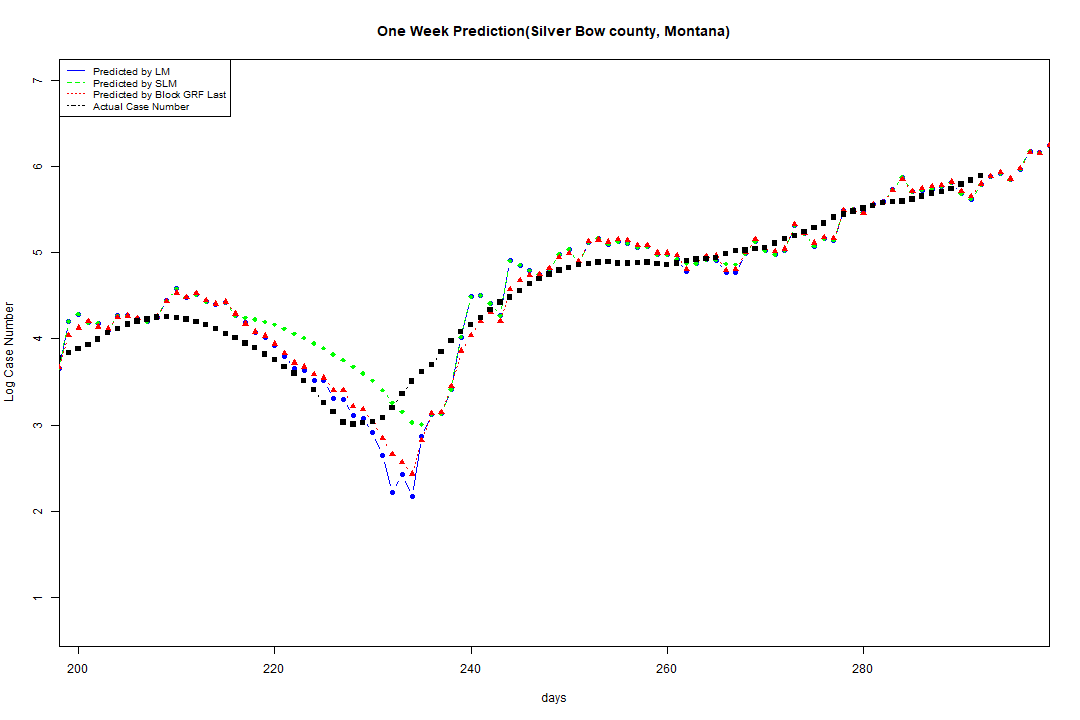 One Week Prediction(Silver Bow county, Montana)
Predicted by LM
Predicted by SLM
Predicted by Block GRF Last
Actual Case Number
7
6
5
4
3
2
1
Log Case Number
200 220 240 260 280
days